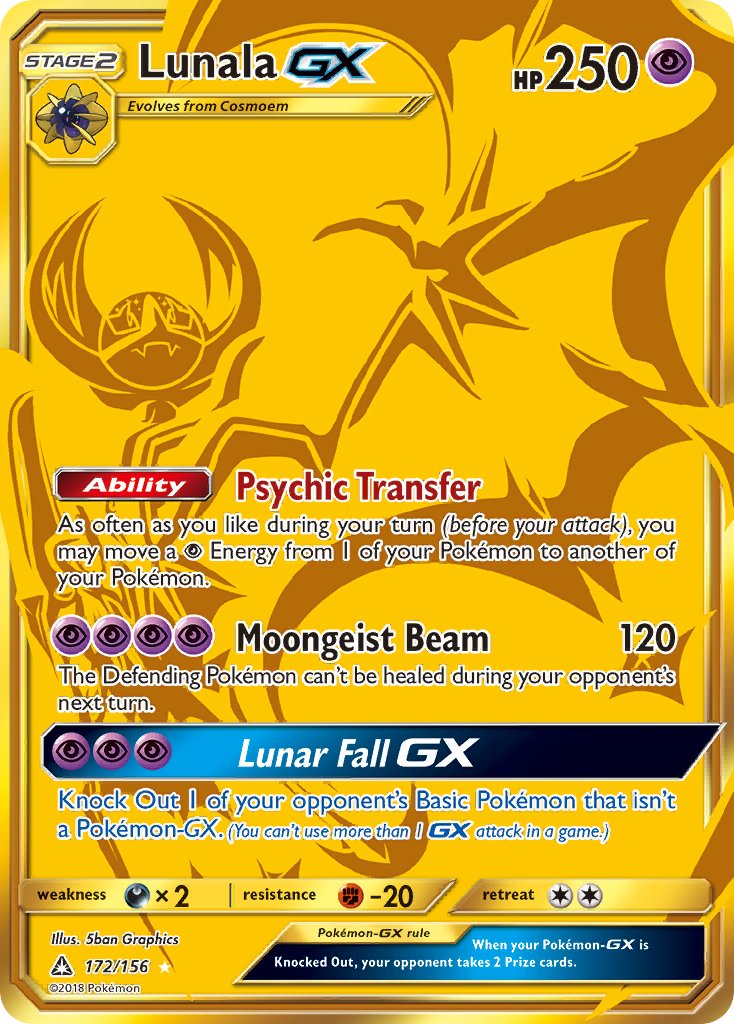 STAGE2 Lunala GX HP250
Evolves from Cosmoem
Ability Psychic Transfer
As often as you like during your turn (before your attack), you
may move a Energy from 1 of your Pokémon to another of
your Pokémon.
Moongeist Beam 120
The Defending Pokémon can't be healed during your opponent's
next turn.
Lunar Fall GX
Knock Out 1 of your opponent's Basic Pokémon that isn't
a Pokémon-GX. (You can't use more than 1 GX attack in a game.)
weakness ×2 resistance -20 retreat
Illus. 5ban Graphics
172/156
©2018 Pokémon
Pokémon-GX rule
When your Pokémon-GX is
Knocked Out, your opponent takes 2 Prize cards.